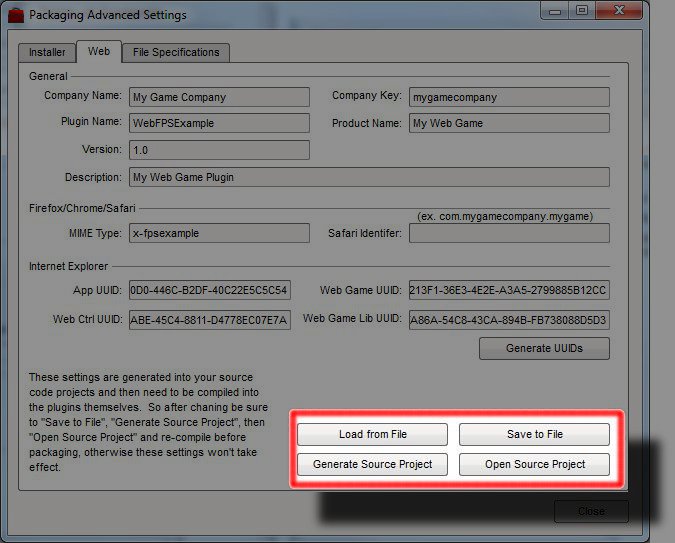 Packaging Advanced Settings
Installer Web File Specifications
General
Company Name: My Game Company Company Key: mygamecompany
Plugin Name: WebFPSExample Product Name: My Web Game
Version: 1.0
Description: My Web Game Plugin
Firefox/Chrome/Safari
(ex. com.mygamecompany.mygame)
MIME Type: x-fpsexample Safari Identifer:
Internet Explorer
App UUID: 0D0-446C-B2DF-40C22E5C5C54 Web Game UUID: 213F1-36E3-4E2E-A3A5-2799885B12CC
Web Ctrl UUID: ABE-45C4-8811-D4778EC07E7A Web Game Lib UUID: A86A-54C8-43CA-894B-FB738088D5D3
Generate UUIDs
These settings are generated into your source
code projects and then need to be compiled into
the plugins themselves. So after chaning be sure
to "Save to File", "Generate Source Project", then
"Open Source Project" and re-compile before
packaging, otherwise these settings won't take
effect.
Load from File Save to File
Generate Source Project Open Source Project
Close